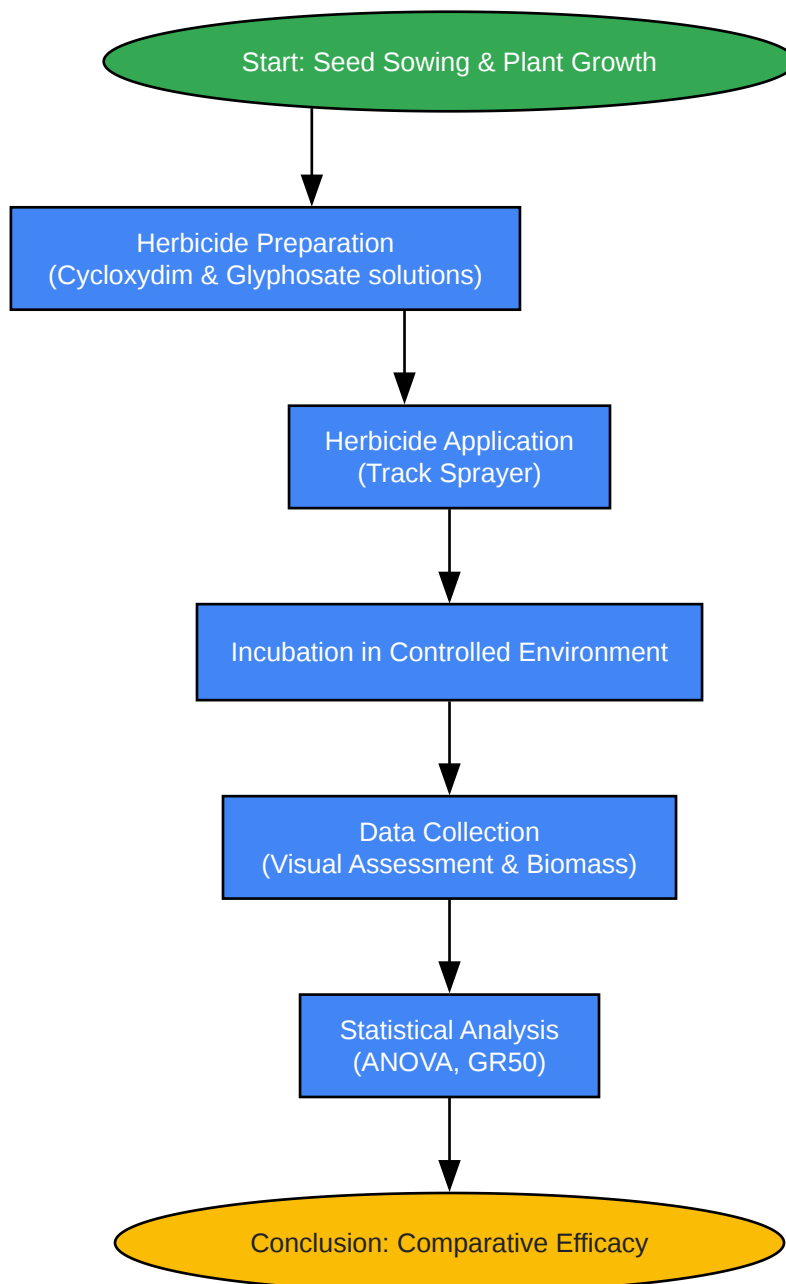 Start: Seed Sowing & Plant Growth
Herbicide Preparation
(Cycloxydim & Glyphosate solutions)
Herbicide Application
(Track Sprayer)
Incubation in Controlled Environment
Data Collection
(Visual Assessment & Biomass)
Statistical Analysis
(ANOVA, GR50)
Conclusion: Comparative Efficacy